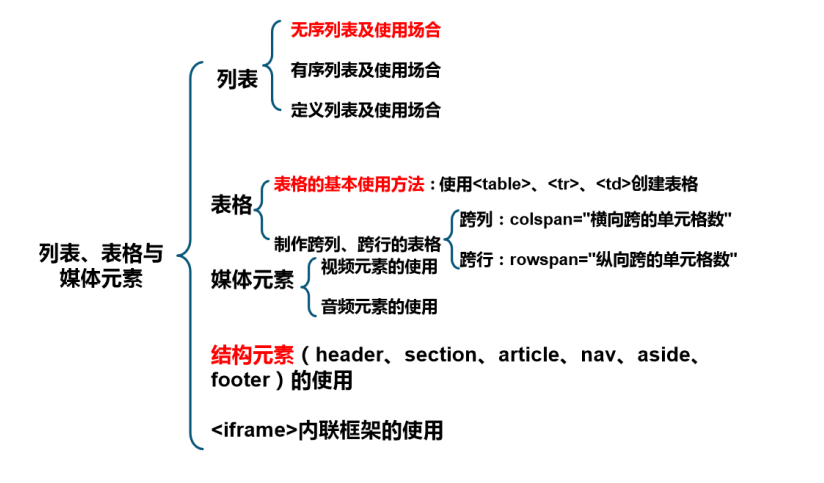 无序列表及使用场合
列表
有序列表及使用场合
定义列表及使用场合
表格的基本使用方法：使用<table>、<tr>、<td>创建表格
表格
跨列：colspan="横向跨的单元格数"
制作跨列、跨行的表格
跨行：rowspan="纵向跨的单元格数"
列表、表格与
媒体元素
视频元素的使用
媒体元素
音频元素的使用
结构元素（header、section、article、nav、aside、
footer）的使用
<iframe>内联框架的使用